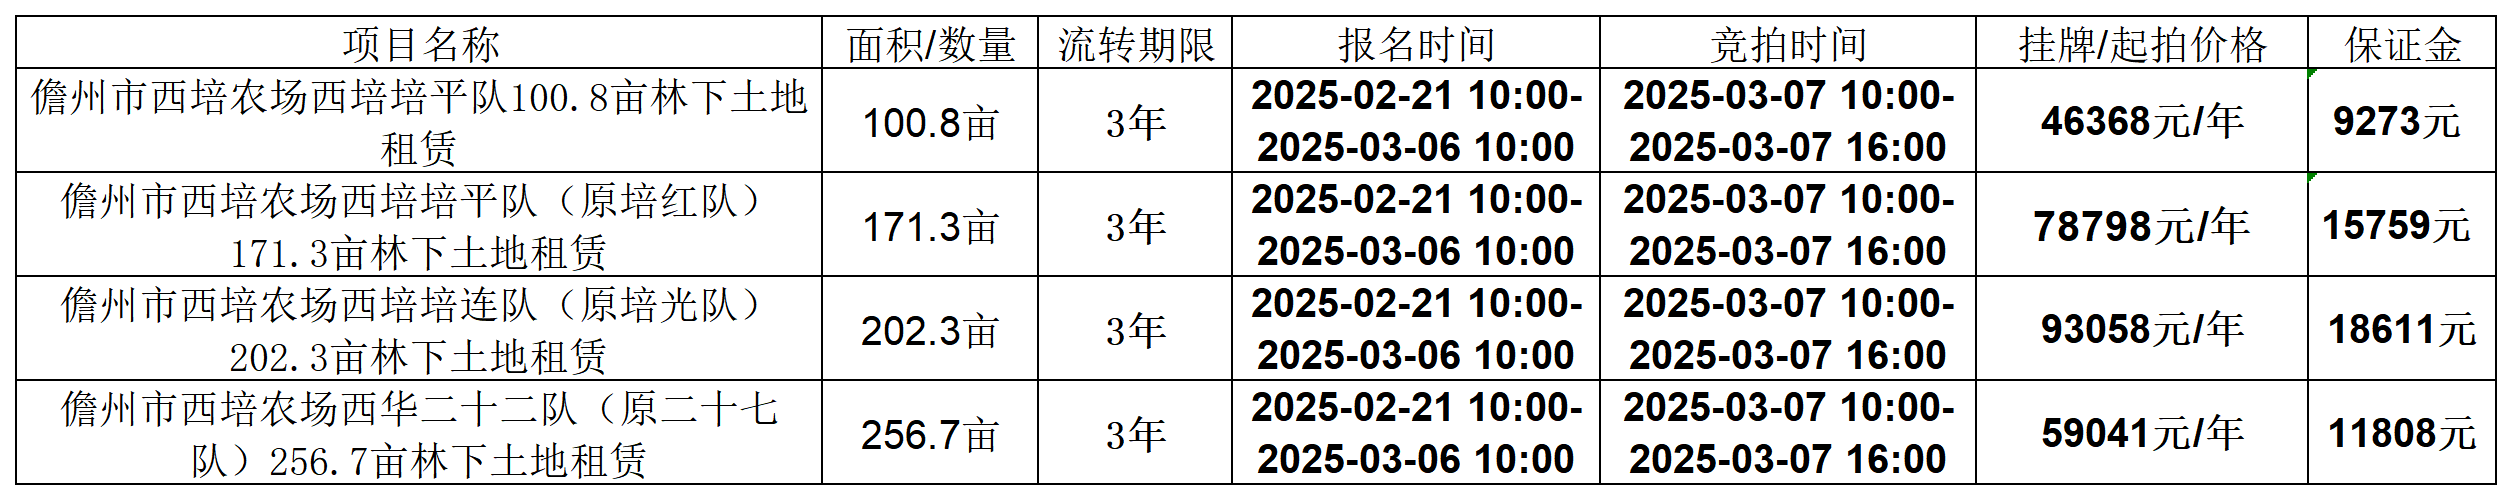 项目名称 面积/数量 流转期限 报名时间 竞拍时间 挂牌/起拍价格 保证金
儋州市西培农场西培培平队100.8亩林下土地
租赁
100.8亩
3年
2025-02-21 10:00-
2025-03-06 10:00
2025-03-07 10:00-
2025-03-07 16:00
46368元/年
9273元
儋州市西培农场西培培平队（原培红队）
171.3亩林下土地租赁
171.3亩
3年
2025-02-21 10:00-
2025-03-06 10:00
2025-03-07 10:00-
2025-03-07 16:00
78798元/年
15759元
儋州市西培农场西培培连队（原培光队）
202.3亩林下土地租赁
202.3亩
3年
2025-02-21 10:00-
2025-03-06 10:00
2025-03-07 10:00-
2025-03-07 16:00
93058元/年
18611元
儋州市西培农场西华二十二队（原二十七
队）256.7亩林下土地租赁
256.7亩
3年
2025-02-21 10:00-
2025-03-06 10:00
2025-03-07 10:00-
2025-03-07 16:00
59041元/年
11808元